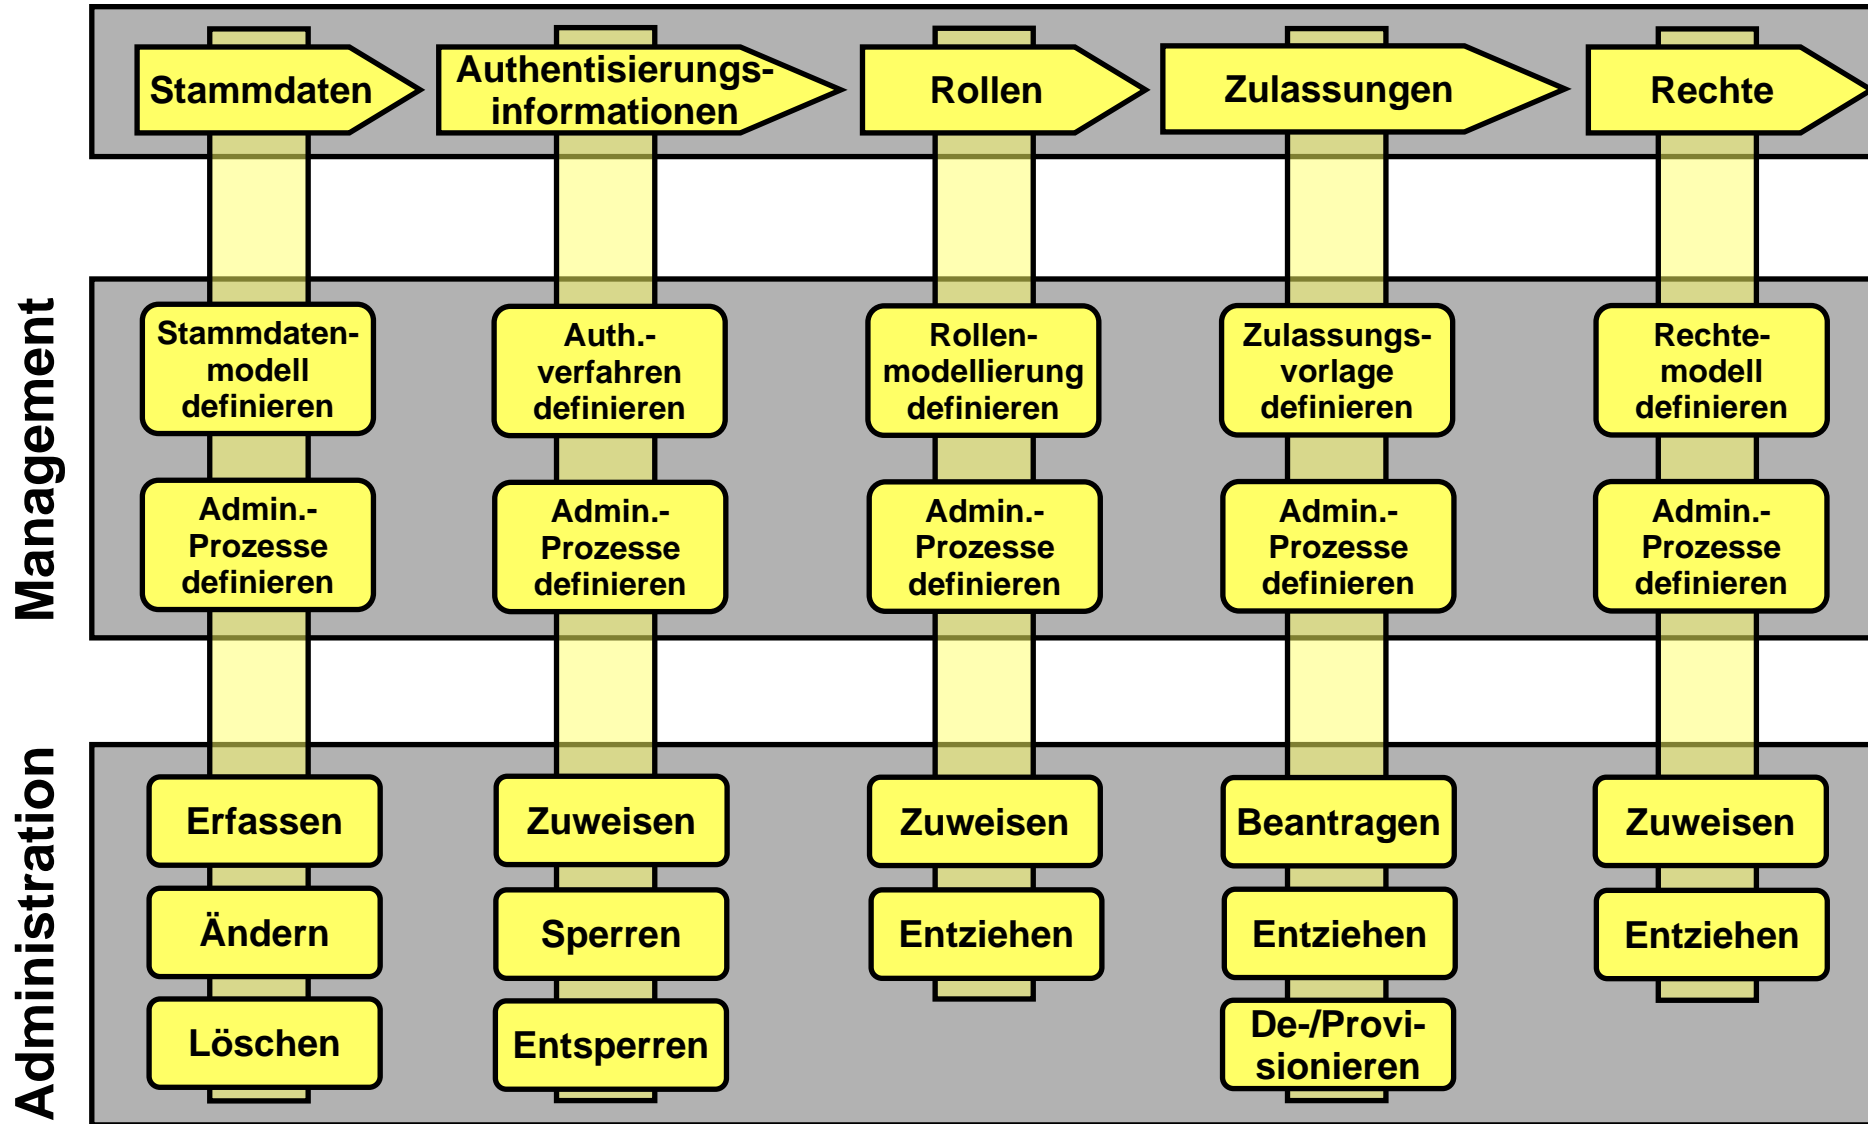 Stammdaten
Authentisierungs-
informationen
Rollen
Zulassungen
Rechte
Management
Stammdaten-
modell
definieren
Auth.-
verfahren
definieren
Rollen-
modellierung
definieren
Zulassungs-
vorlage
definieren
Rechte-
modell
definieren
Admin.-
Prozesse
definieren
Admin.-
Prozesse
definieren
Admin.-
Prozesse
definieren
Admin.-
Prozesse
definieren
Admin.-
Prozesse
definieren
Administration
Erfassen
Zuweisen
Zuweisen
Beantragen
Zuweisen
Ändern
Sperren
Entziehen
Entziehen
Entziehen
Löschen
Entsperren
De-/Provi-
sionieren